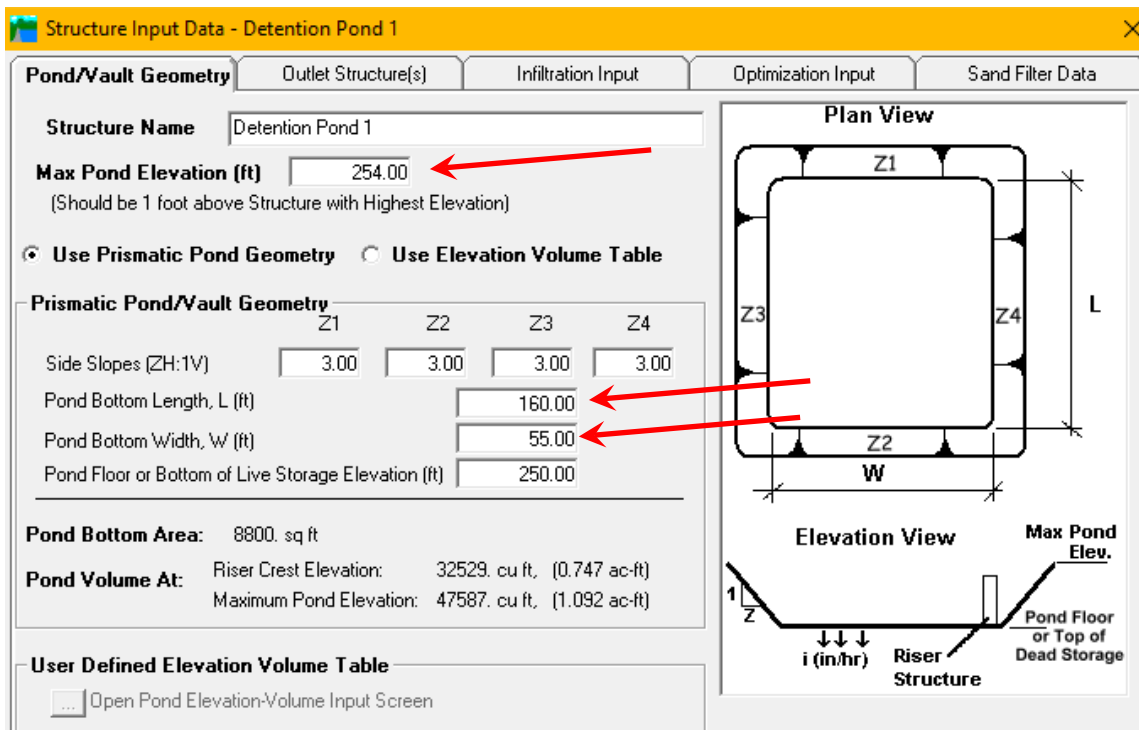 Structure Input Data - Detention Pond 1
Pond/Vault Geometry
Outlet Structure(s)
Infiltration Input
Optimization Input
Sand Filter Data
Structure Name Detention Pond 1
Max Pond Elevation (ft) 254.00
(Should be 1 foot above Structure with Highest Elevation)
Use Prismatic Pond Geometry Use Elevation Volume Table
Prismatic Pond/Vault Geometry
Z1 Z2 Z3 Z4
Side Slopes (ZH:1V) 3.00 3.00 3.00 3.00
Pond Bottom Length, L (ft) 160.00
Pond Bottom Width, W (ft) 55.00
Pond Floor or Bottom of Live Storage Elevation (ft) 250.00
Pond Bottom Area: 8800. sq ft
Pond Volume At: Riser Crest Elevation: 32529. cu ft, (0.747 ac-ft)
Maximum Pond Elevation: 47587. cu ft, (1.092 ac-ft)
User Defined Elevation Volume Table
... Open Pond Elevation-Volume Input Screen
Plan View
Z1
Z3
Z4
L
Z2
W
Elevation View
Max Pond
Elev.
1
Z
i (in/hr)
Riser
Structure
Pond Floor
or Top of
Dead Storage